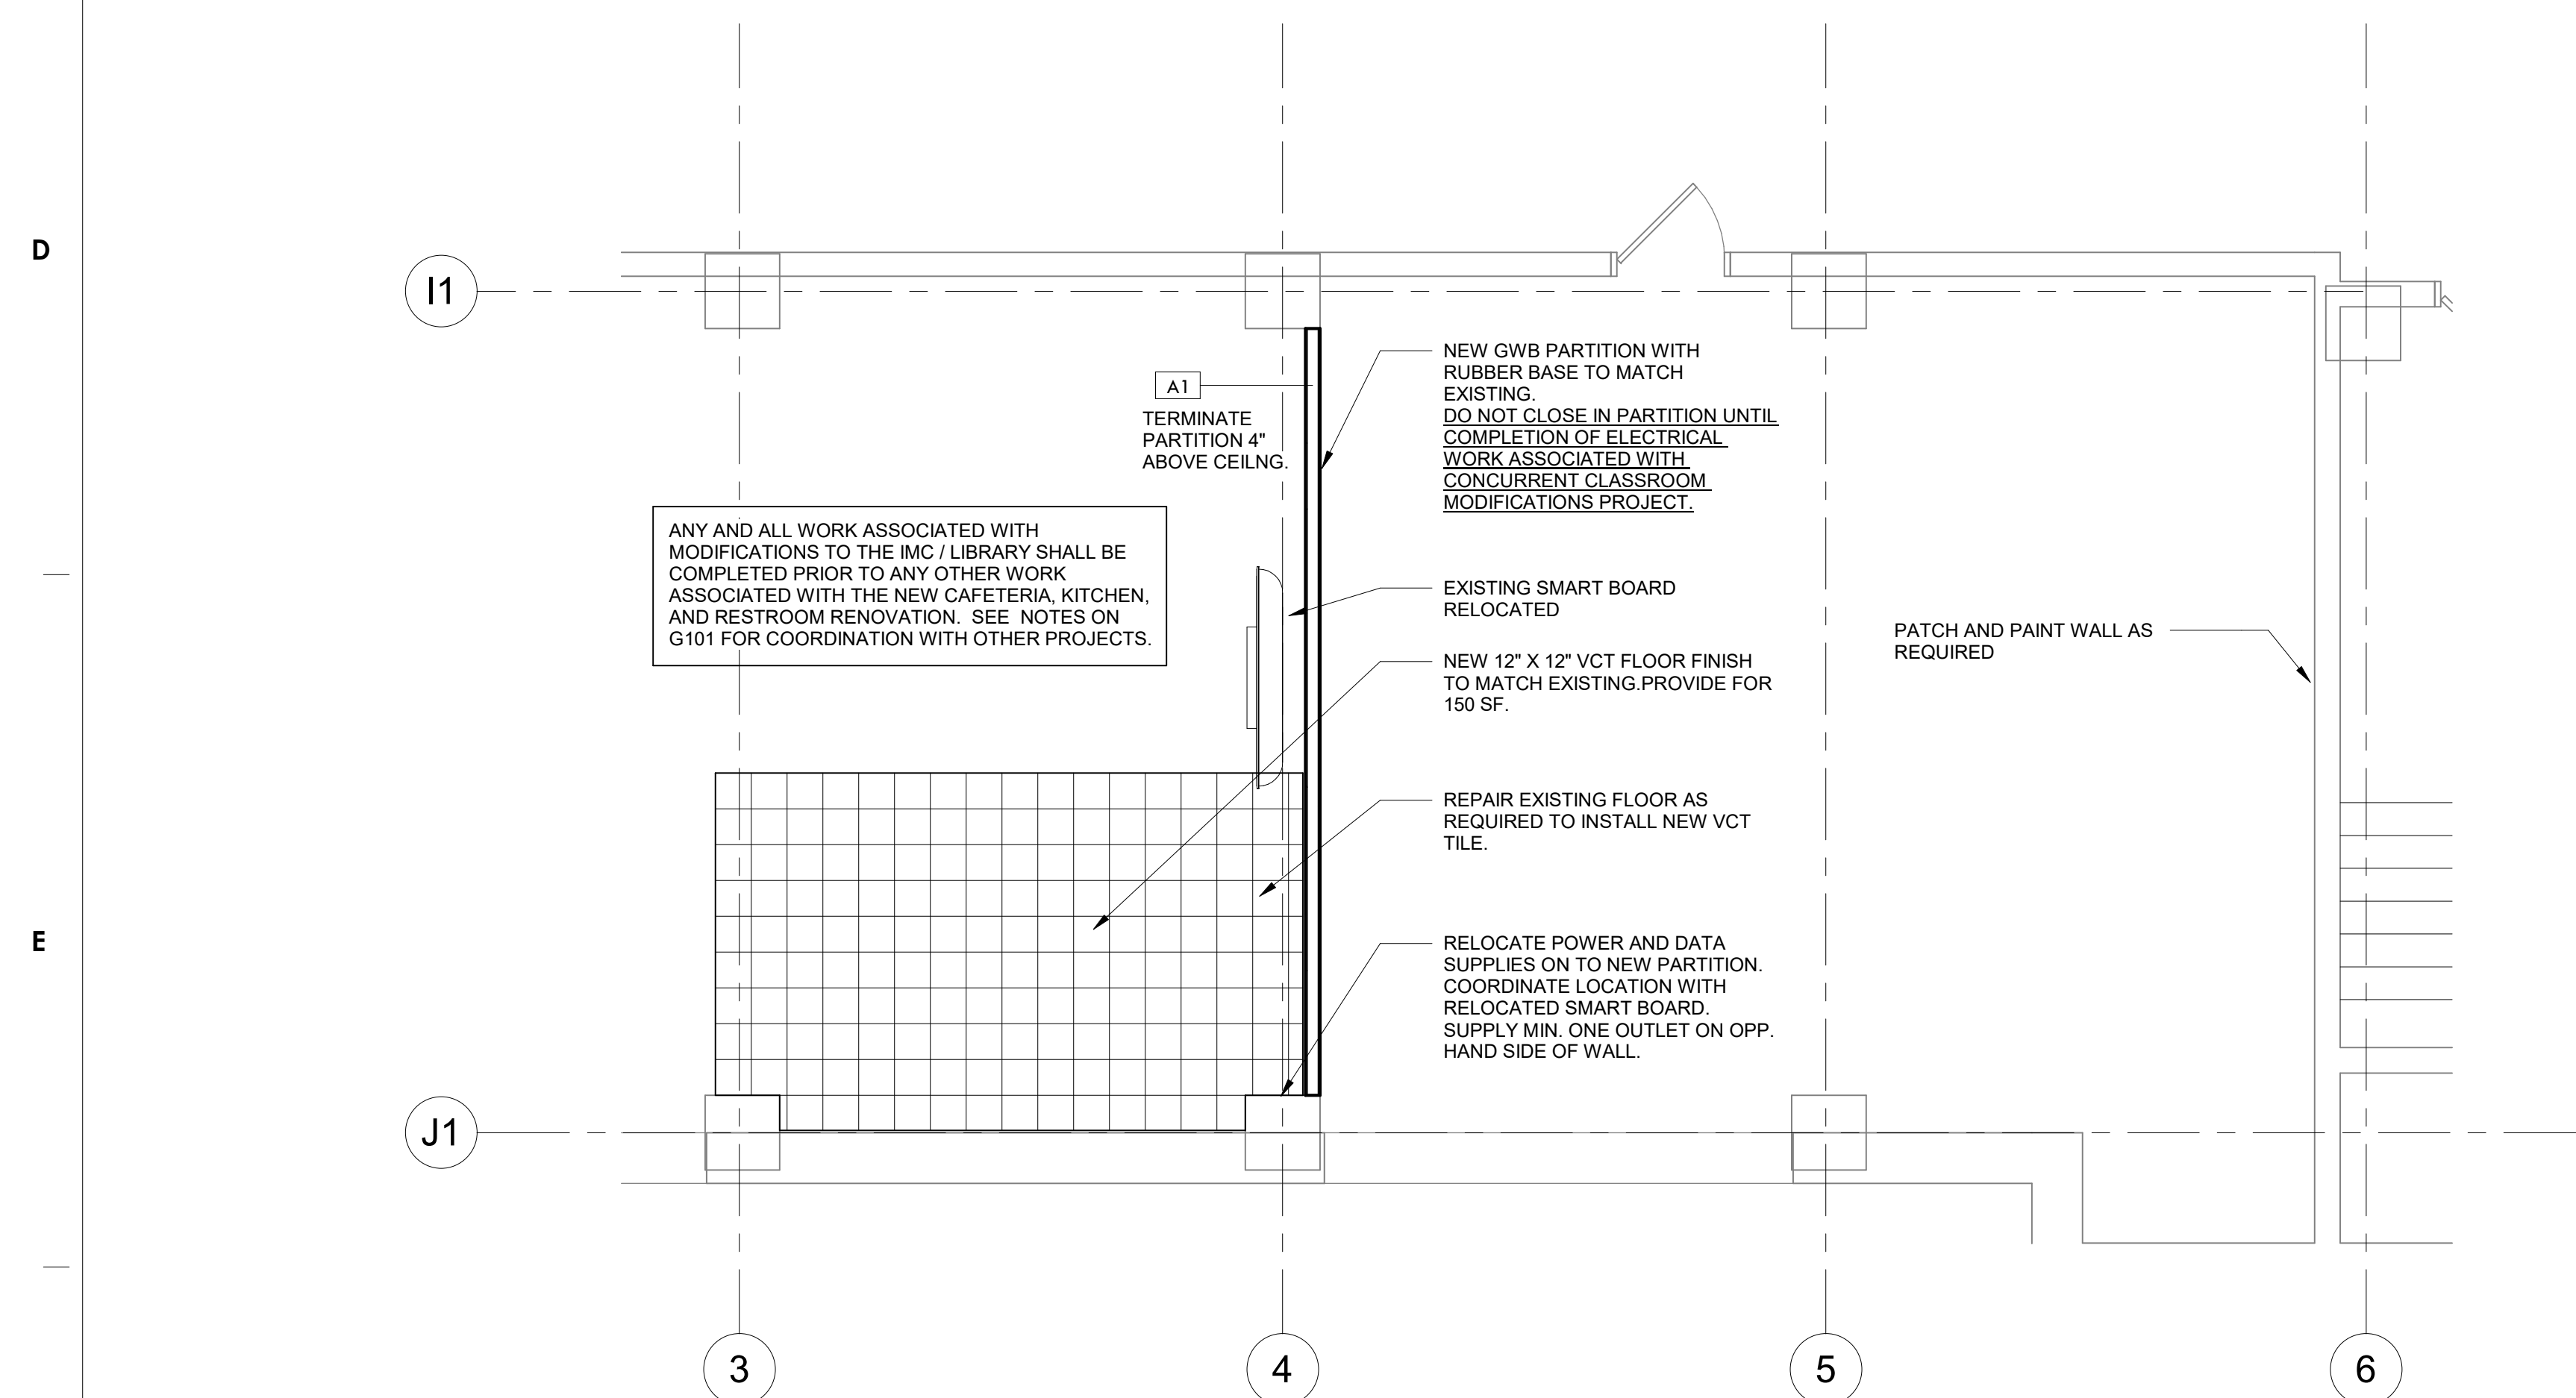 D
I1
A1
TERMINATE
PARTITION 4"
ABOVE CEILNG.
NEW GWB PARTITION WITH
RUBBER BASE TO MATCH
EXISTING.
DO NOT CLOSE IN PARTITION UNTIL
COMPLETION OF ELECTRICAL
WORK ASSOCIATED WITH
CONCURRENT CLASSROOM
MODIFICATIONS PROJECT.
ANY AND ALL WORK ASSOCIATED WITH
MODIFICATIONS TO THE IMC / LIBRARY SHALL BE
COMPLETED PRIOR TO ANY OTHER WORK
ASSOCIATED WITH THE NEW CAFETERIA, KITCHEN,
AND RESTROOM RENOVATION.  SEE  NOTES ON
G101 FOR COORDINATION WITH OTHER PROJECTS.
EXISTING SMART BOARD
RELOCATED
PATCH AND PAINT WALL AS
REQUIRED
NEW 12" X 12" VCT FLOOR FINISH
TO MATCH EXISTING.PROVIDE FOR
150 SF.
REPAIR EXISTING FLOOR AS
REQUIRED TO INSTALL NEW VCT
TILE.
E
RELOCATE POWER AND DATA
SUPPLIES ON TO NEW PARTITION.
COORDINATE LOCATION WITH
RELOCATED SMART BOARD.
SUPPLY MIN. ONE OUTLET ON OPP.
HAND SIDE OF WALL.
J1
3
4
5
6